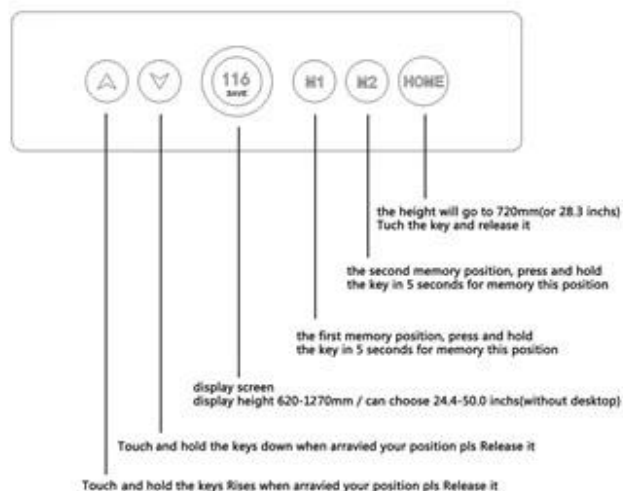 116
SAVE
M1
M2
HOME
the height will go to 720mm(or 28.3 inchs)
Tuch the key and release it
the second memory position, press and hold
the key in 5 seconds for memory this position
the first memory position, press and hold
the key in 5 seconds for memory this position
display screen
display height 620-1270mm / can choose 24.4-50.0 inchs(without desktop)
Touch and hold the keys down when arravied your position pls Release it
Touch and hold the keys Rises when arravied your position pls Release it